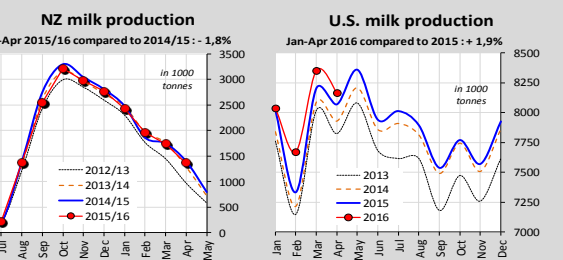 NZ milk production
-Apr 2015/16 compared to 2014/15 : - 1,8%
3500
3000
2500
2000
1500
1000
500
0
in 1000
tonnes
2012/13
2013/14
2014/15
2015/16
Jul
Aug
Sep
Oct
Nov
Dec
Jan
Feb
Mar
Apr
May
U.S. milk production
Jan-Apr 2016 compared to 2015 : + 1,9%
8500
8250
8000
7750
7500
7250
7000
in 1000
tonnes
2013
2014
2015
2016
Jan
Feb
Mar
Apr
May
Jun
Jul
Aug
Sep
Oct
Nov
Dec